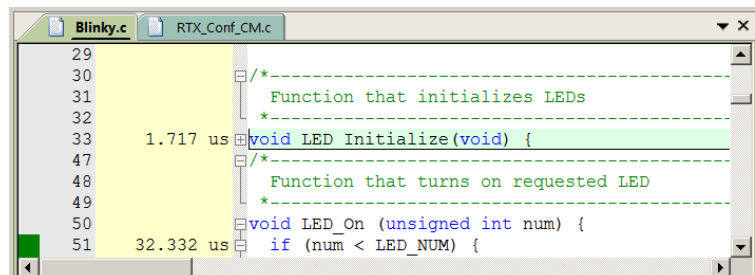 Blinky.c RTX_Conf_CM.c
29
30 /*--------------------------------------------
31 Function that initializes LEDs
32 *--------------------------------------------
33 1.717 us void LED_Initialize(void) {
47 /*--------------------------------------------
48 Function that turns on requested LED
49 *--------------------------------------------
50 void LED_On (unsigned int num) {
51 32.332 us if (num < LED_NUM) {